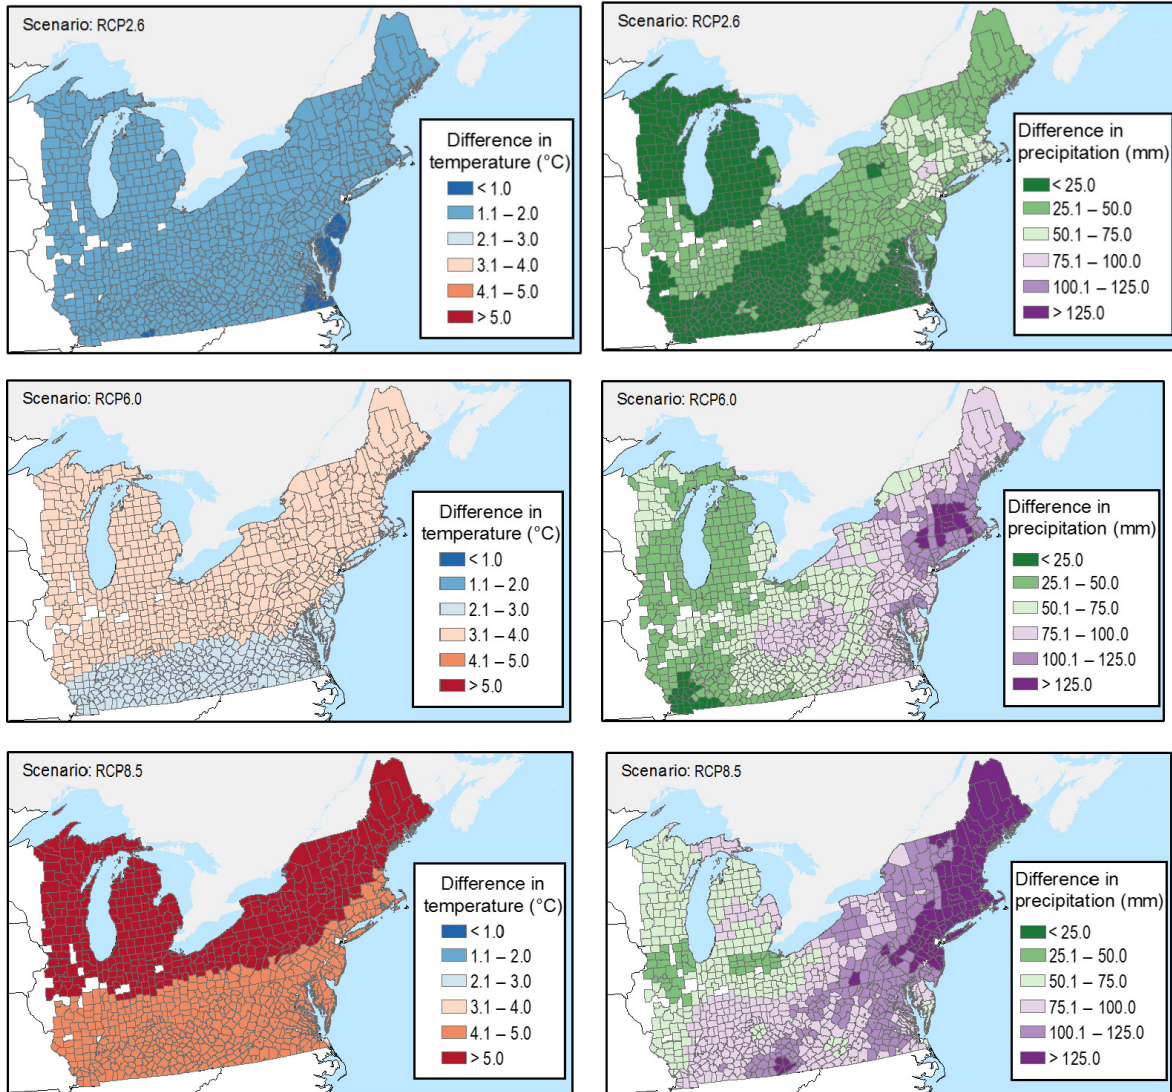 Scenario: RCP2.6
Difference in
temperature (°C)
< 1.0
1.1 – 2.0
2.1 – 3.0
3.1 – 4.0
4.1 – 5.0
> 5.0
Scenario: RCP2.6
Difference in
precipitation (mm)
< 25.0
25.1 – 50.0
50.1 – 75.0
75.1 – 100.0
100.1 – 125.0
> 125.0
Scenario: RCP6.0
Difference in
temperature (°C)
< 1.0
1.1 – 2.0
2.1 – 3.0
3.1 – 4.0
4.1 – 5.0
> 5.0
Scenario: RCP6.0
Difference in
precipitation (mm)
< 25.0
25.1 – 50.0
50.1 – 75.0
75.1 – 100.0
100.1 – 125.0
> 125.0
Scenario: RCP8.5
Difference in
temperature (°C)
< 1.0
1.1 – 2.0
2.1 – 3.0
3.1 – 4.0
4.1 – 5.0
> 5.0
Scenario: RCP8.5
Difference in
precipitation (mm)
< 25.0
25.1 – 50.0
50.1 – 75.0
75.1 – 100.0
100.1 – 125.0
> 125.0